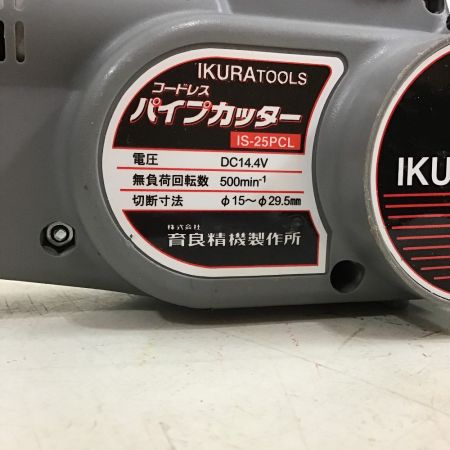 IKURATOOLS
コードレス
パイプカッター
IS-25PCL
電圧 DC14.4V
無負荷回転数 500min⁻¹
切断寸法 φ15〜φ29.5mm
株式会社
育良精機製作所
IKU